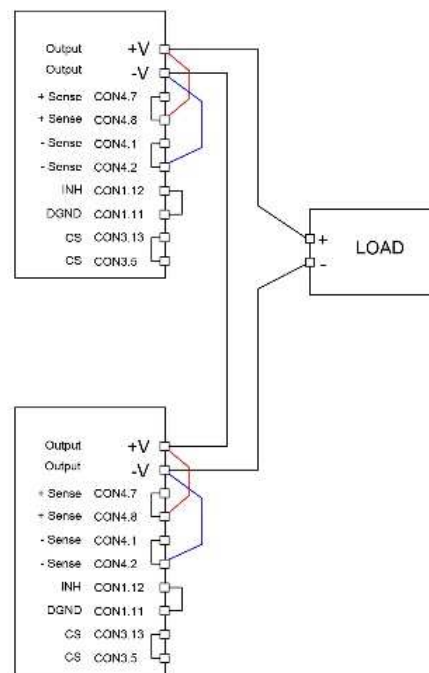 Output +V
Output -V
+ Sense CON4.7
+ Sense CON4.8
- Sense CON4.1
- Sense CON4.2
INH CON1.12
DGND CON1.11
CS CON3.13
CS CON3.5
+ LOAD
-
Output +V
Output -V
+ Sense CON4.7
+ Sense CON4.8
- Sense CON4.1
- Sense CON4.2
INH CON1.12
DGND CON1.11
CS CON3.13
CS CON3.5